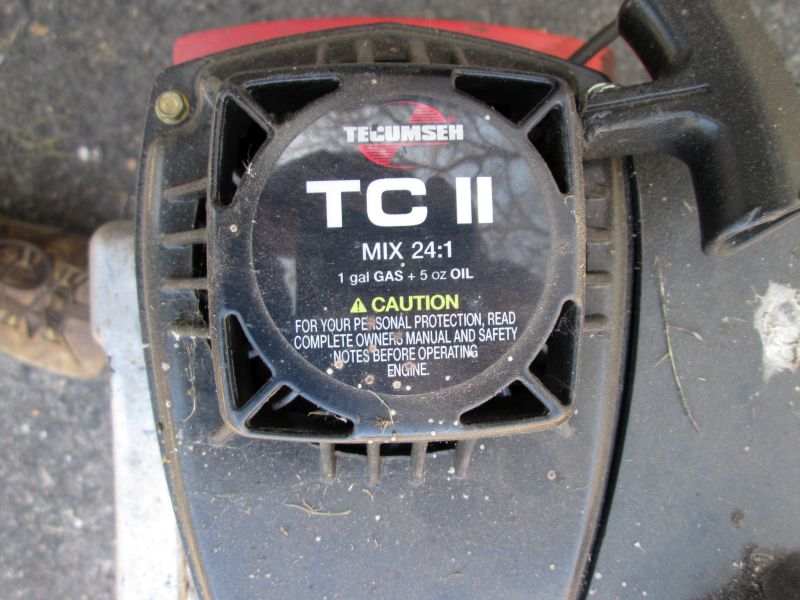 TECUMSEH
TC II
MIX 24:1
1 gal GAS + 5 oz OIL
⚠ CAUTION
FOR YOUR PERSONAL PROTECTION, READ
COMPLETE OWNERS MANUAL AND SAFETY
NOTES BEFORE OPERATING
ENGINE.